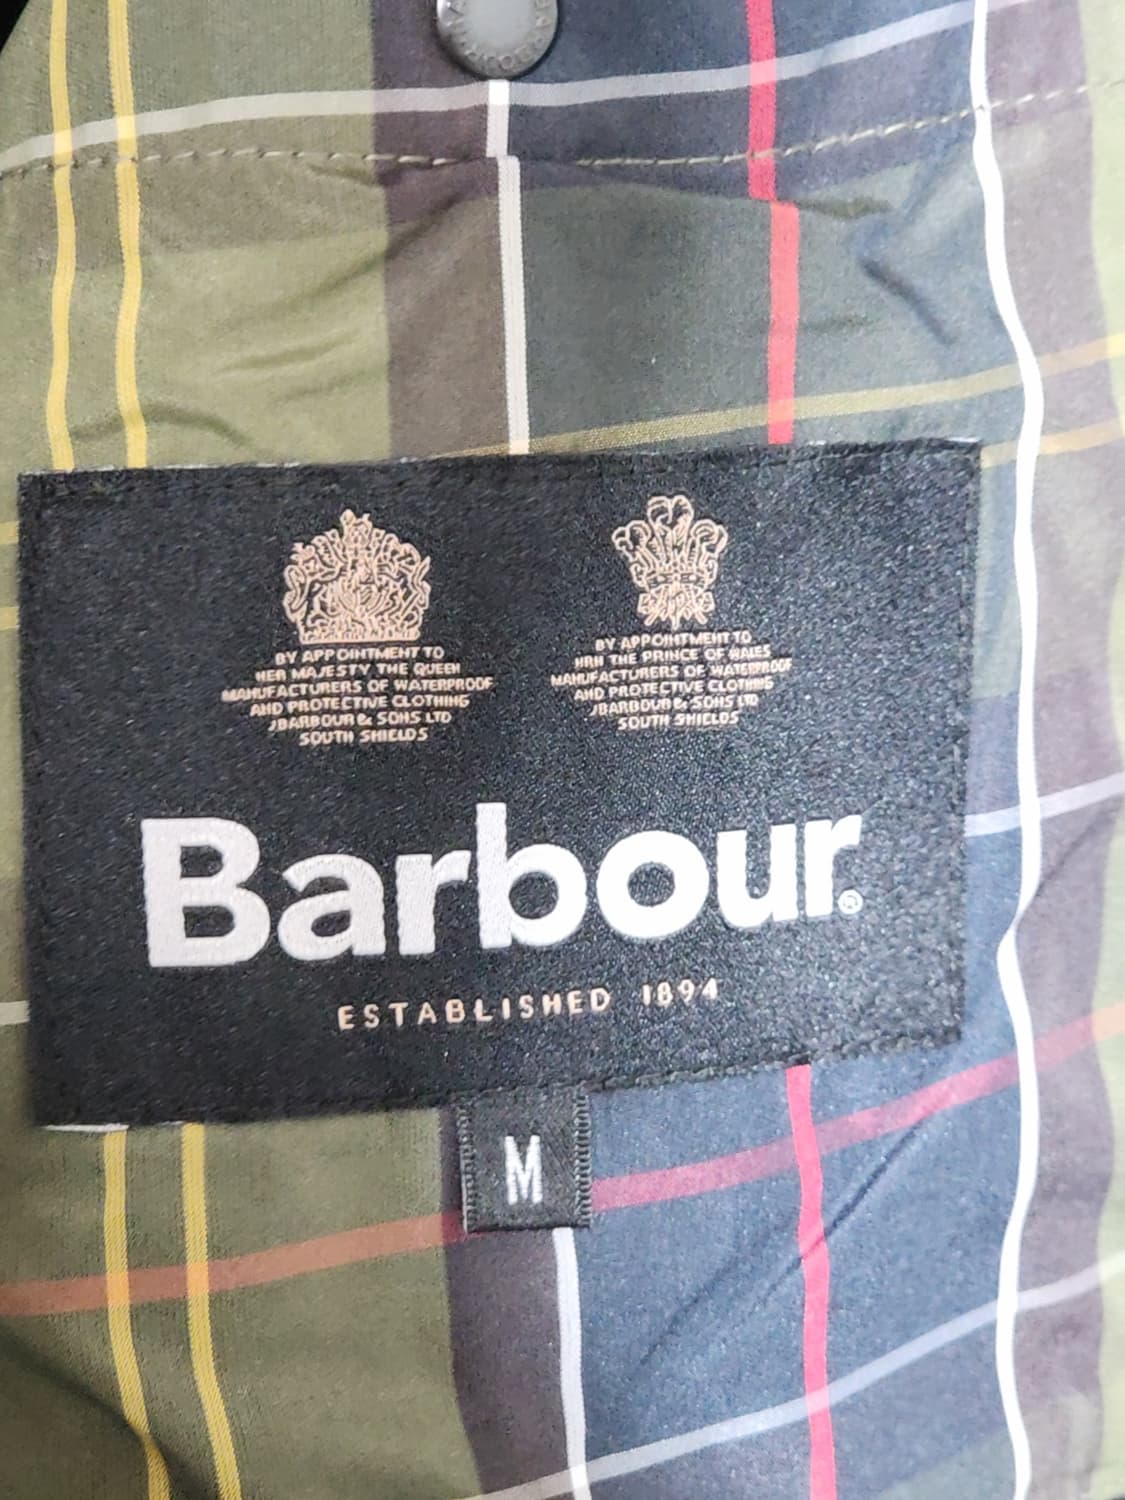 BARBOUR
BY APPOINTMENT TO
HER MAJESTY THE QUEEN
MANUFACTURERS OF WATERPROOF
AND PROTECTIVE CLOTHING
J BARBOUR & SONS LTD
SOUTH SHIELDS
BY APPOINTMENT TO
HRH THE PRINCE OF WALES
MANUFACTURERS OF WATERPROOF
AND PROTECTIVE CLOTHING
J BARBOUR & SONS LTD
SOUTH SHIELDS
Barbour®
ESTABLISHED 1894
M